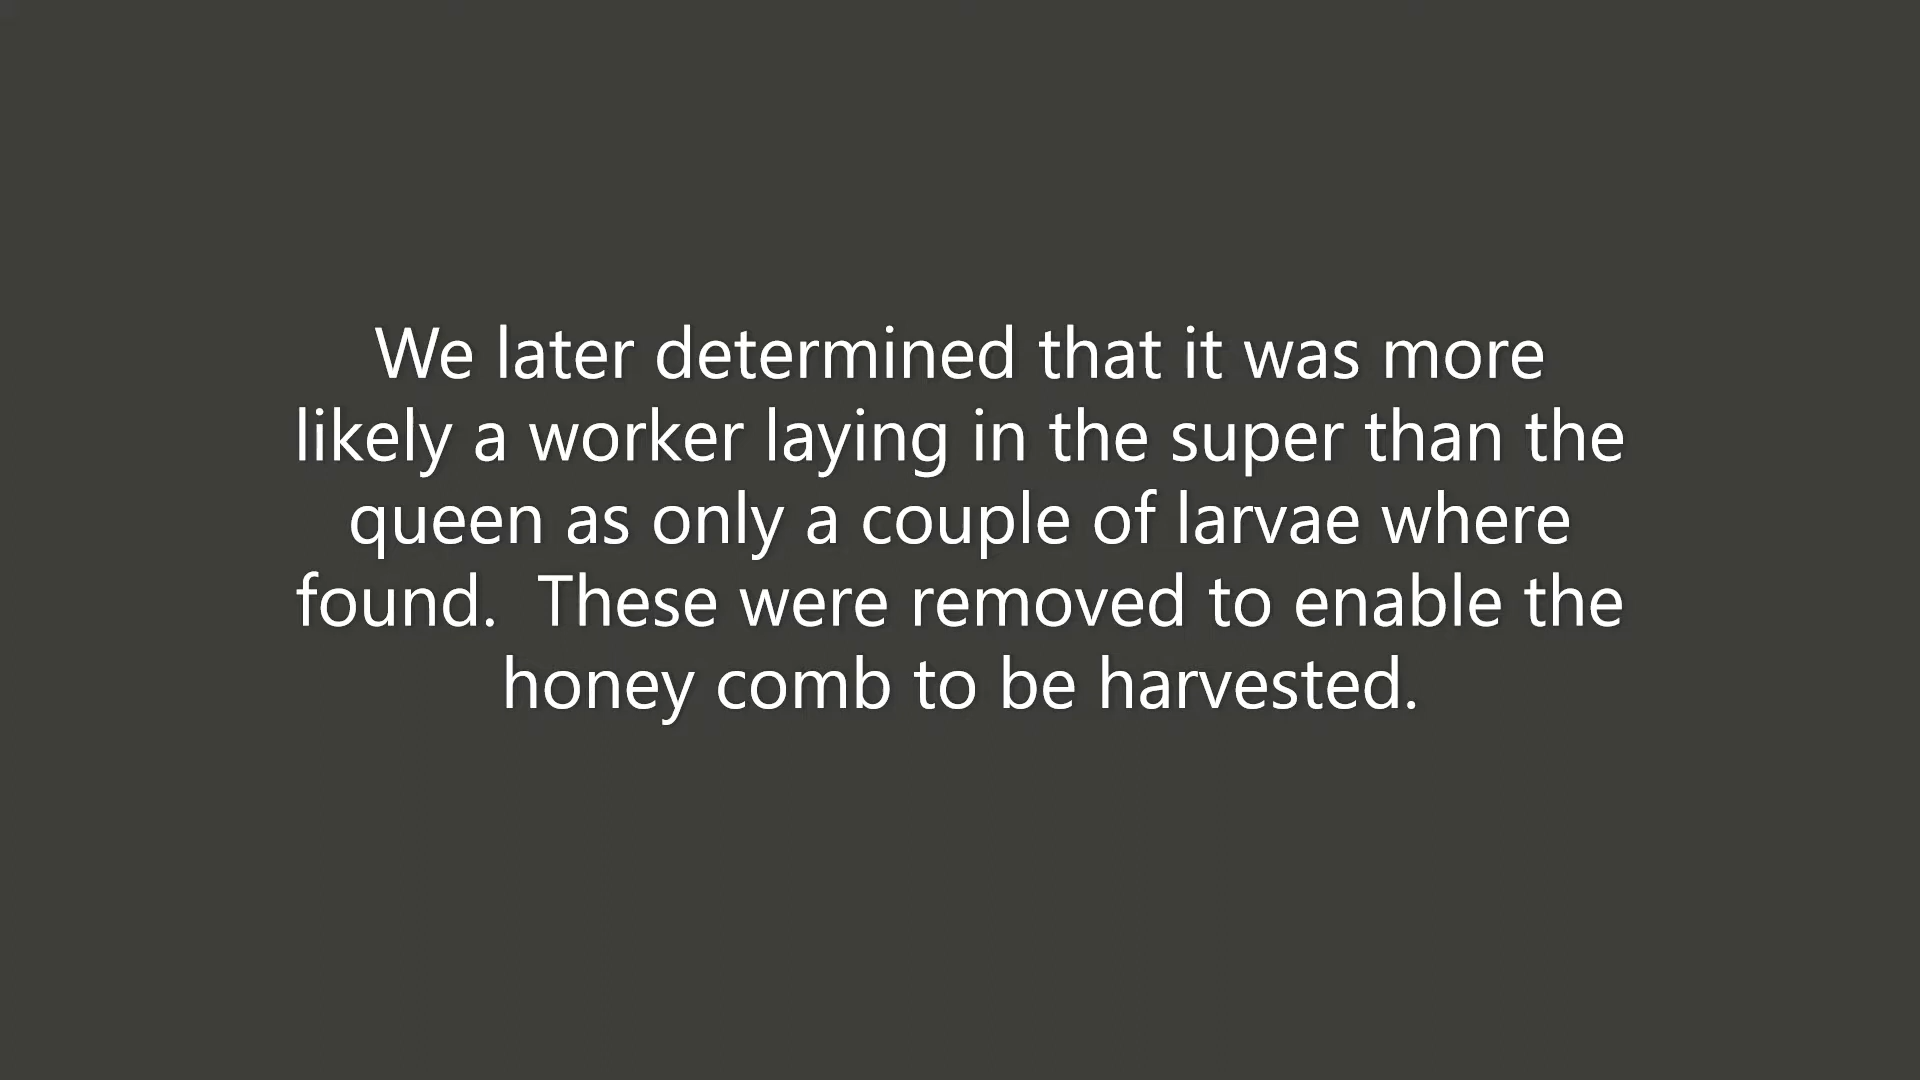 We later determined that it was more
likely a worker laying in the super than the
queen as only a couple of larvae where
found.  These were removed to enable the
honey comb to be harvested.